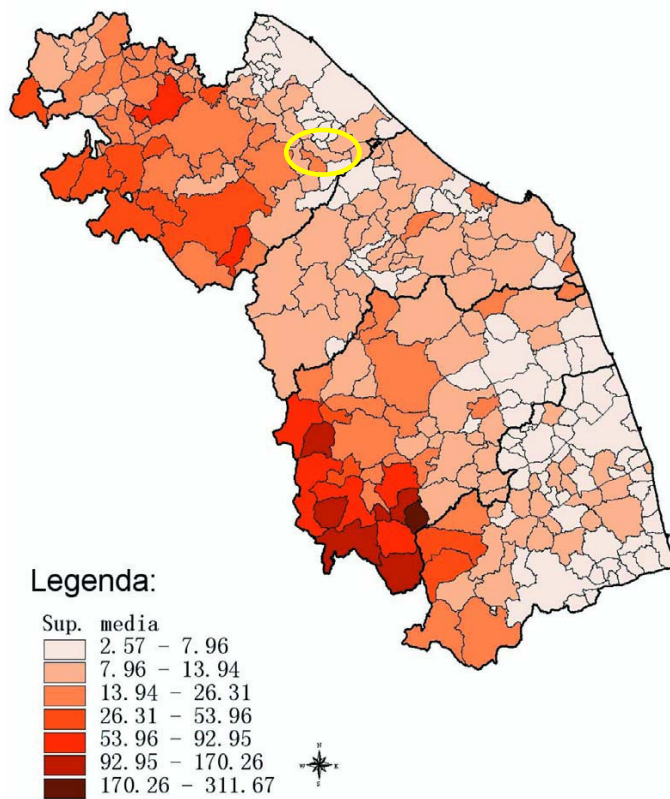 Legenda:
Sup. media
2.57 - 7.96
7.96 - 13.94
13.94 - 26.31
26.31 - 53.96
53.96 - 92.95
92.95 - 170.26
170.26 - 311.67
N
W E
S